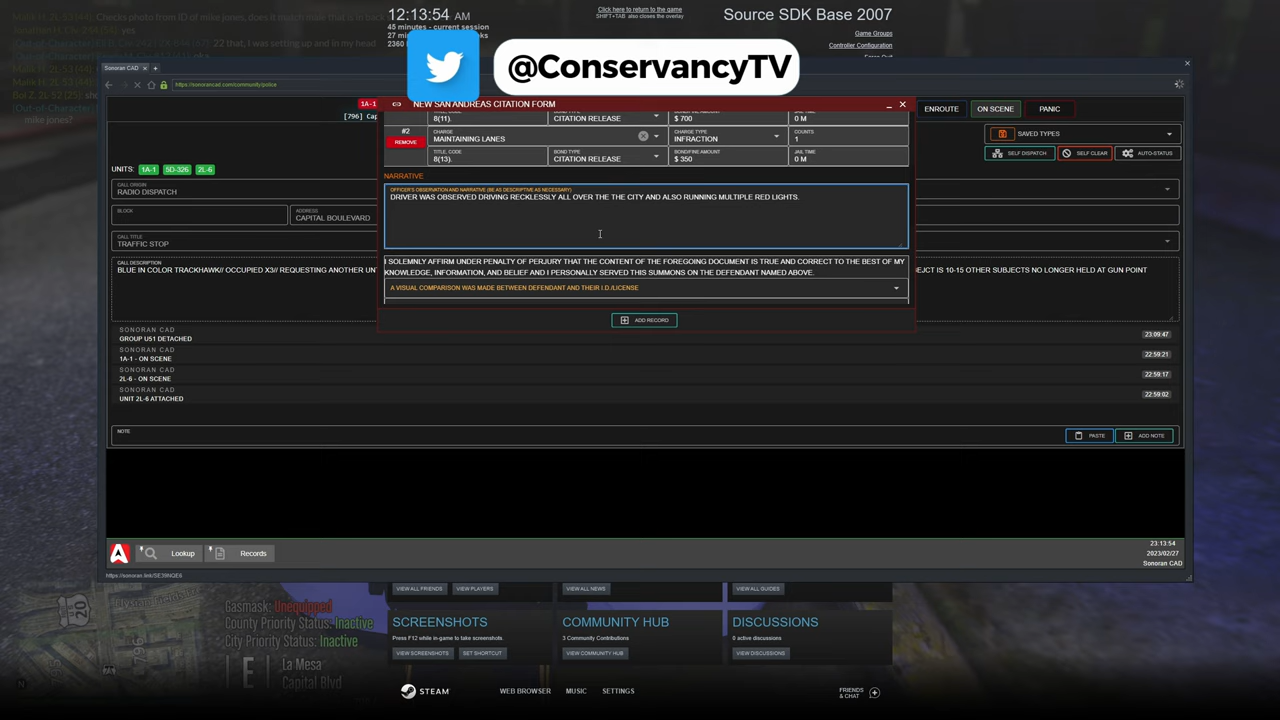 12:13:54 AM
45 minutes - current session
Click here to return to the game
SHIFT+TAB also closes the overlay
Source SDK Base 2007
Game Groups
Controller Configuration
@ConservancyTV
Sonoran CAD
https://sonorancad.com/community/police
1A-1
NEW SAN ANDREAS CITATION FORM
ENROUTE
ON SCENE
PANIC
8(11).
CITATION RELEASE
$ 700
0 M
SAVED TYPES
#2
REMOVE
CHARGE
MAINTAINING LANES
CHARGE TYPE
INFRACTION
COUNTS
1
TITLE, CODE
8(13).
BOND TYPE
CITATION RELEASE
BOND/FINE AMOUNT
$ 350
JAIL TIME
0 M
SELF DISPATCH
SELF CLEAR
AUTO-STATUS
UNITS: 1A-1 5D-326 2L-6
NARRATIVE
OFFICER'S OBSERVATION AND NARRATIVE (BE AS DESCRIPTIVE AS NECESSARY)
DRIVER WAS OBSERVED DRIVING RECKLESSLY ALL OVER THE THE CITY AND ALSO RUNNING MULTIPLE RED LIGHTS.
CALL ORIGIN
RADIO DISPATCH
BLOCK
ADDRESS
CAPITAL BOULEVARD
CALL TITLE
TRAFFIC STOP
I SOLEMNLY AFFIRM UNDER PENALTY OF PERJURY THAT THE CONTENT OF THE FOREGOING DOCUMENT IS TRUE AND CORRECT TO THE BEST OF MY
KNOWLEDGE, INFORMATION, AND BELIEF AND I PERSONALLY SERVED THIS SUMMONS ON THE DEFENDANT NAMED ABOVE.
A VISUAL COMPARISON WAS MADE BETWEEN DEFENDANT AND THEIR I.D./LICENSE
CALL DESCRIPTION
BLUE IN COLOR TRACKHAWK// OCCUPIED X3// REQUESTING ANOTHER
IS 10-15 OTHER SUBJECTS NO LONGER HELD AT GUN POINT
ADD RECORD
SONORAN CAD
GROUP U51 DETACHED
23:09:47
SONORAN CAD
1A-1 - ON SCENE
22:59:21
SONORAN CAD
2L-6 - ON SCENE
22:59:17
SONORAN CAD
UNIT 2L-6 ATTACHED
22:59:02
NOTE
PASTE
ADD NOTE
Lookup
Records
23:13:54
2023/02/27
Sonoran CAD
https://sonoran.link/SE39NQE6
VIEW ALL FRIENDS
VIEW PLAYERS
VIEW ALL NEWS
VIEW ALL GUIDES
Gasmask: Unequipped
County Priority Status: Inactive
City Priority Status: Inactive
E
La Mesa
Capital Blvd
SCREENSHOTS
Press F12 while in-game to take screenshots.
VIEW SCREENSHOTS
SET SHORTCUT
COMMUNITY HUB
3 Community Contributions
VIEW COMMUNITY HUB
DISCUSSIONS
0 active discussions
VIEW DISCUSSIONS
STEAM
WEB BROWSER
MUSIC
SETTINGS
FRIENDS
& CHAT